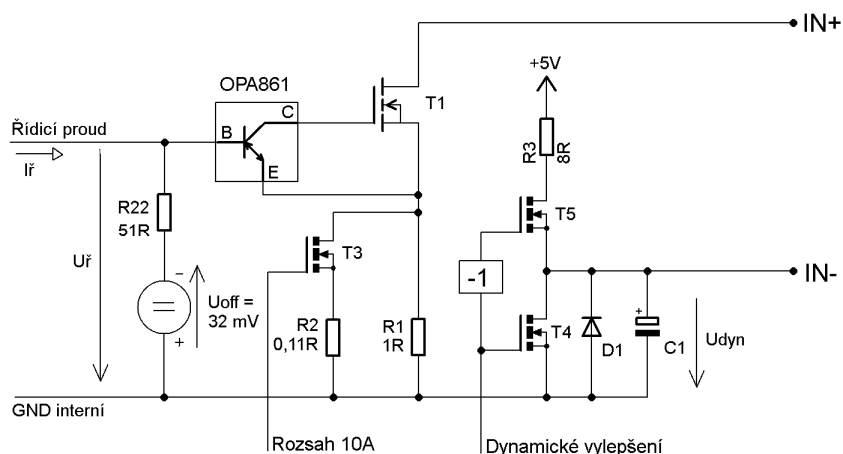 IN+
+5V
OPA861
C
T1
Řídicí proud
B
Iř
E
R3
8R
R22
51R
T5
T3
Uř
-1
IN-
Uoff =
32 mV
R2
0,11R
R1
1R
T4
D1
C1
Udyn
GND interní
Rozsah 10A
Dynamické vylepšení